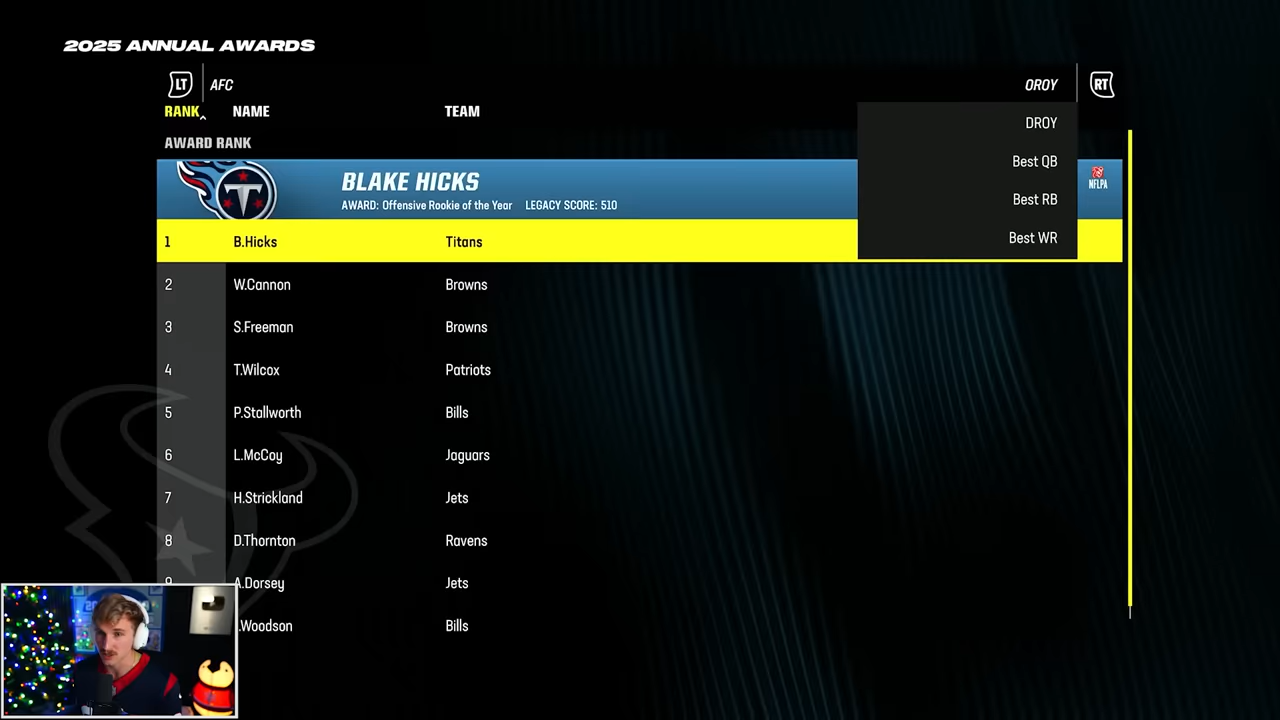 2025 ANNUAL AWARDS
LT AFC OROY RT
RANK NAME TEAM
DROY
AWARD RANK
Best QB
BLAKE HICKS
NFLPA
AWARD: Offensive Rookie of the Year LEGACY SCORE: 510
Best RB
1 B.Hicks Titans
Best WR
2 W.Cannon Browns
3 S.Freeman Browns
4 T.Wilcox Patriots
5 P.Stallworth Bills
6 L.McCoy Jaguars
7 H.Strickland Jets
8 D.Thornton Ravens
9 A.Dorsey Jets
.Woodson Bills